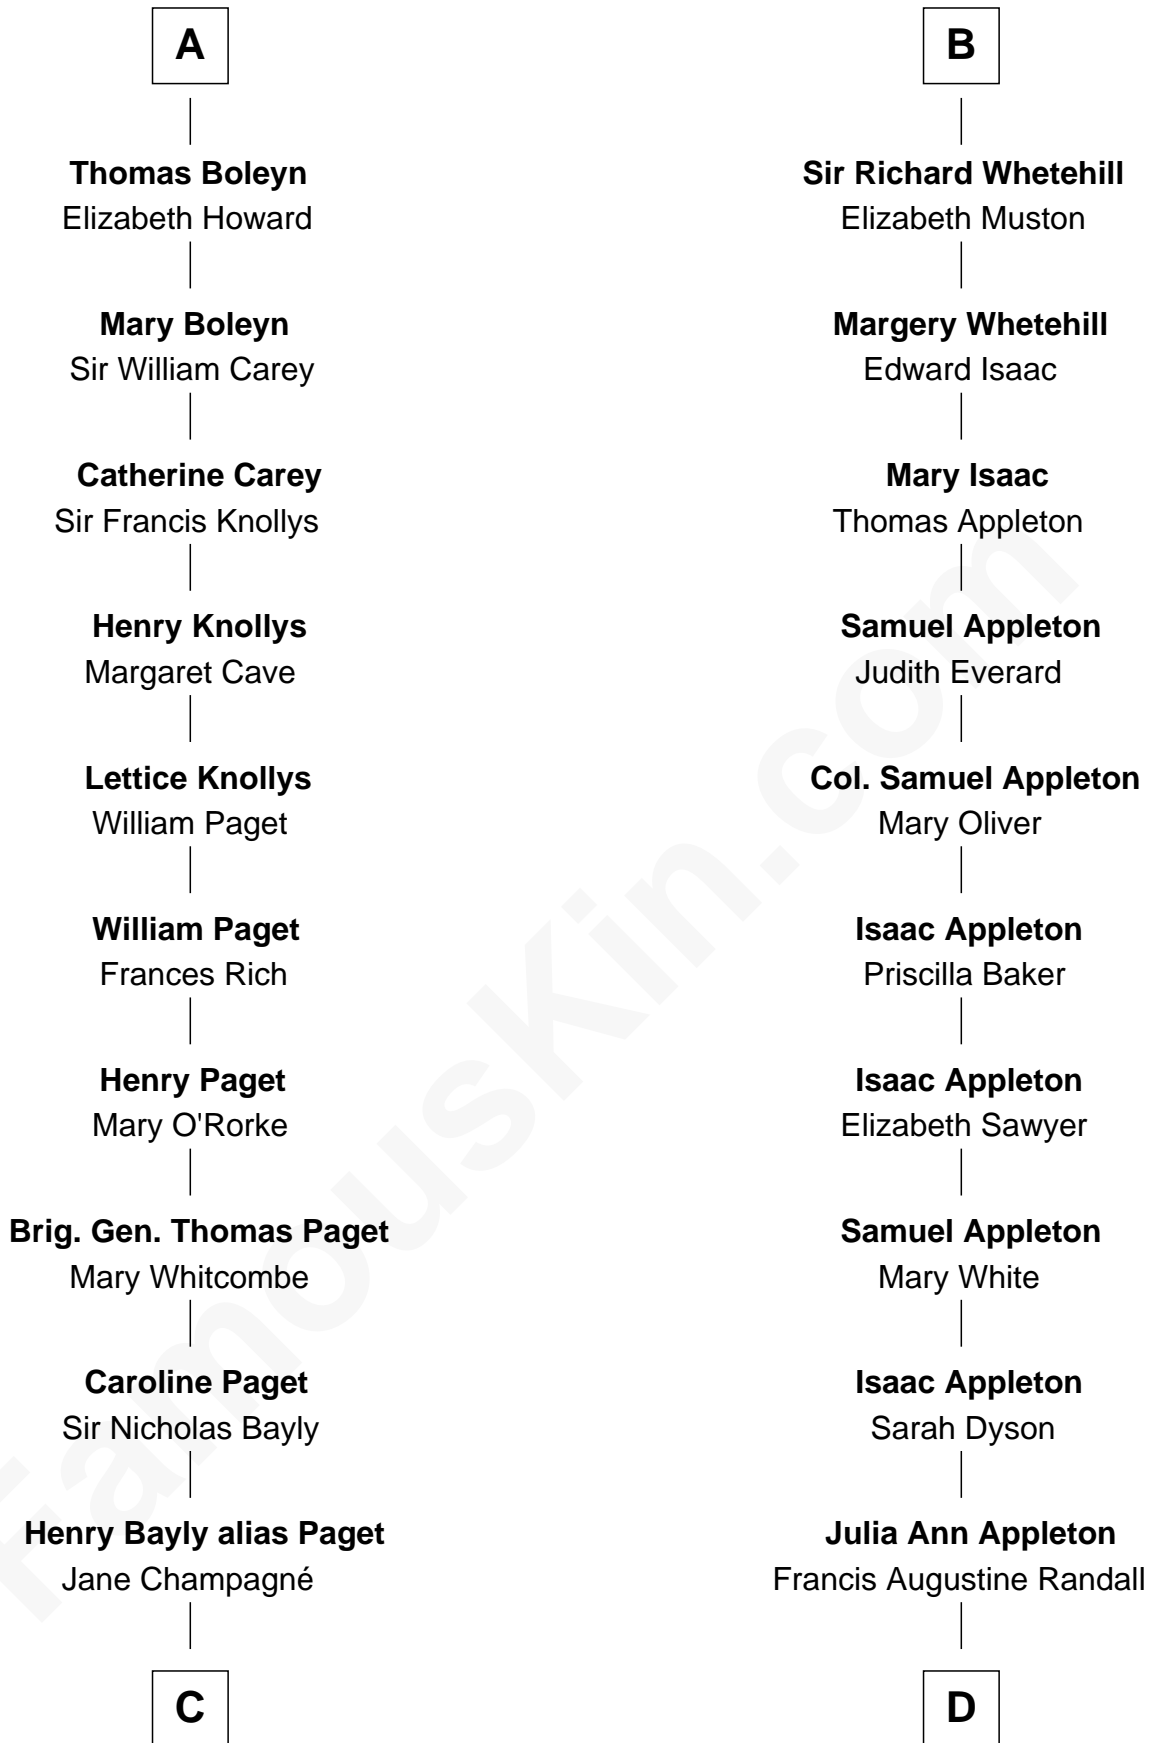 A
Thomas Boleyn
Elizabeth Howard
Mary Boleyn
Sir William Carey
Catherine Carey
Sir Francis Knollys
Henry Knollys
Margaret Cave
Lettice Knollys
William Paget
William Paget
Frances Rich
Henry Paget
Mary O'Rorke
Brig. Gen. Thomas Paget
Mary Whitcombe
Caroline Paget
Sir Nicholas Bayly
Henry Bayly alias Paget
Jane Champagné
C
B
Sir Richard Whetehill
Elizabeth Muston
Margery Whetehill
Edward Isaac
Mary Isaac
Thomas Appleton
Samuel Appleton
Judith Everard
Col. Samuel Appleton
Mary Oliver
Isaac Appleton
Priscilla Baker
Isaac Appleton
Elizabeth Sawyer
Samuel Appleton
Mary White
Isaac Appleton
Sarah Dyson
Julia Ann Appleton
Francis Augustine Randall
D
FamousKin.com